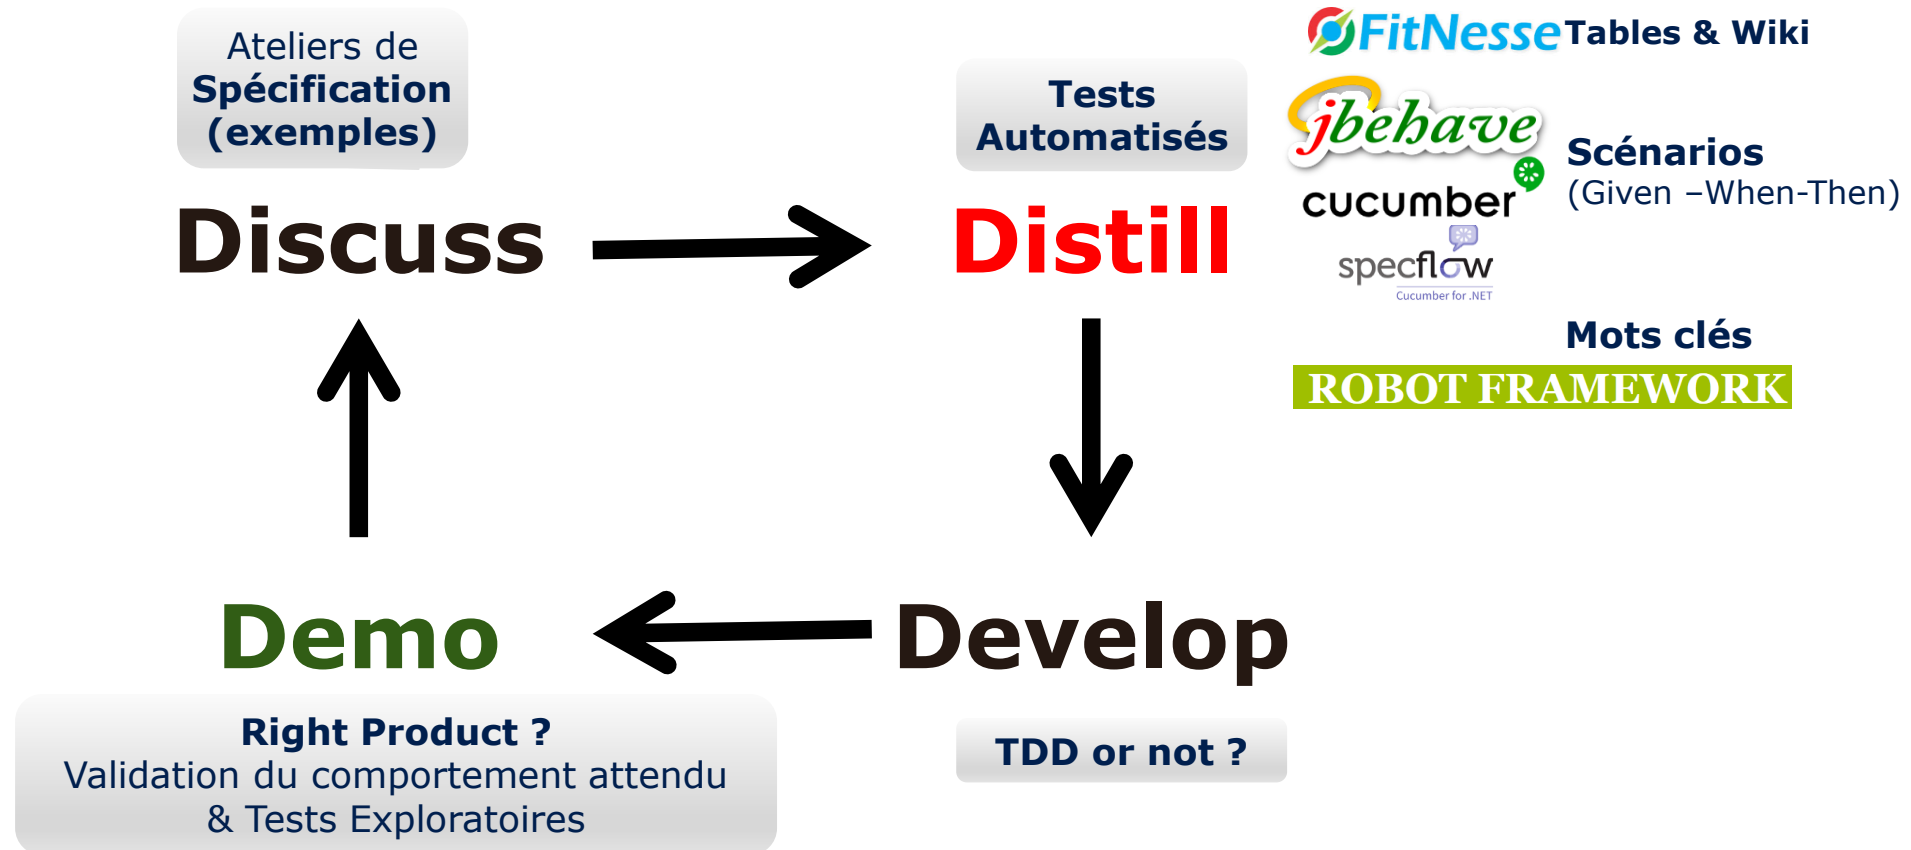 Ateliers de
Spécification
(exemples)
Discuss
Tests
Automatisés
Distill
FitNesse Tables & Wiki
jbehave
cucumber
specflow
Cucumber for .NET
Scénarios
(Given –When-Then)
Mots clés
ROBOT FRAMEWORK
Demo
Right Product ?
Validation du comportement attendu
& Tests Exploratoires
Develop
TDD or not ?